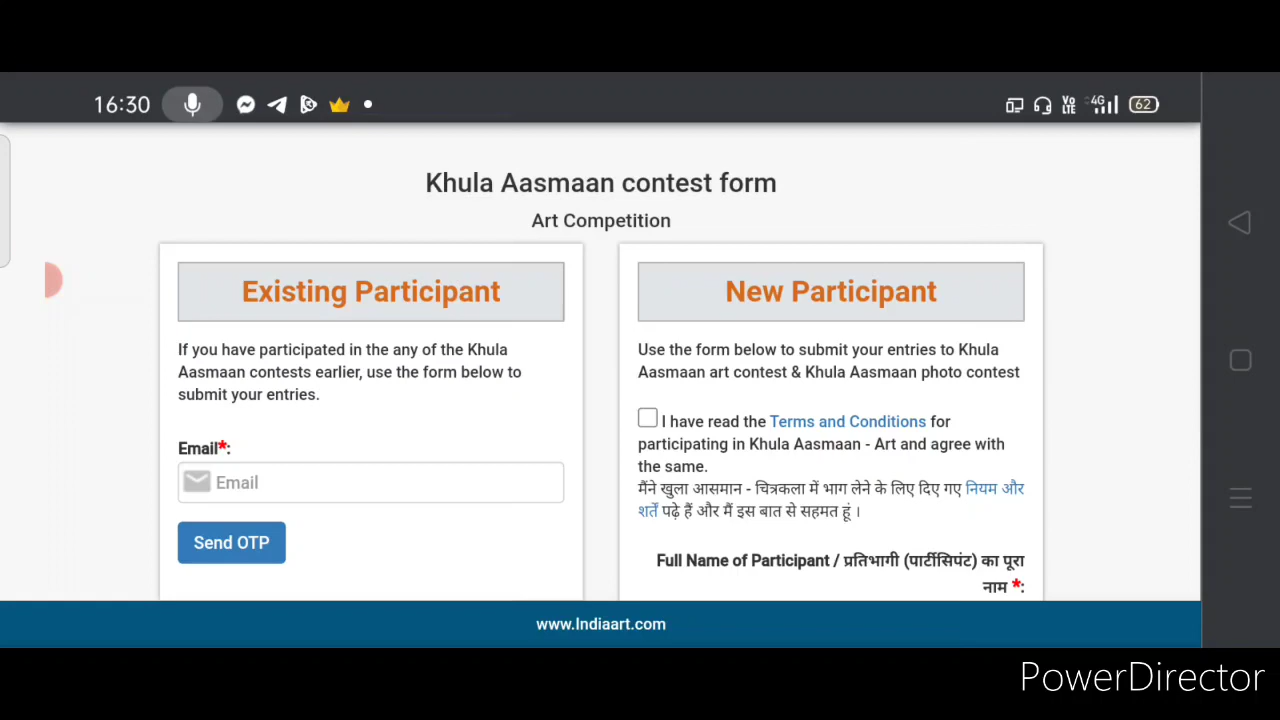 16:30
Vo LTE 4G 62
Khula Aasmaan contest form
Art Competition
Existing Participant
If you have participated in the any of the Khula
Aasmaan contests earlier, use the form below to
submit your entries.
Email*:
Email
Send OTP
New Participant
Use the form below to submit your entries to Khula
Aasmaan art contest & Khula Aasmaan photo contest
I have read the Terms and Conditions for
participating in Khula Aasmaan - Art and agree with
the same.
मैंने खुला आसमान - चित्रकला में भाग लेने के लिए दिए गए नियम और
शर्तें पढ़े हैं और मैं इस बात से सहमत हूं ।
Full Name of Participant / प्रतिभागी (पार्टीसिपंट) का पूरा
नाम *:
www.Indiaart.com
PowerDirector